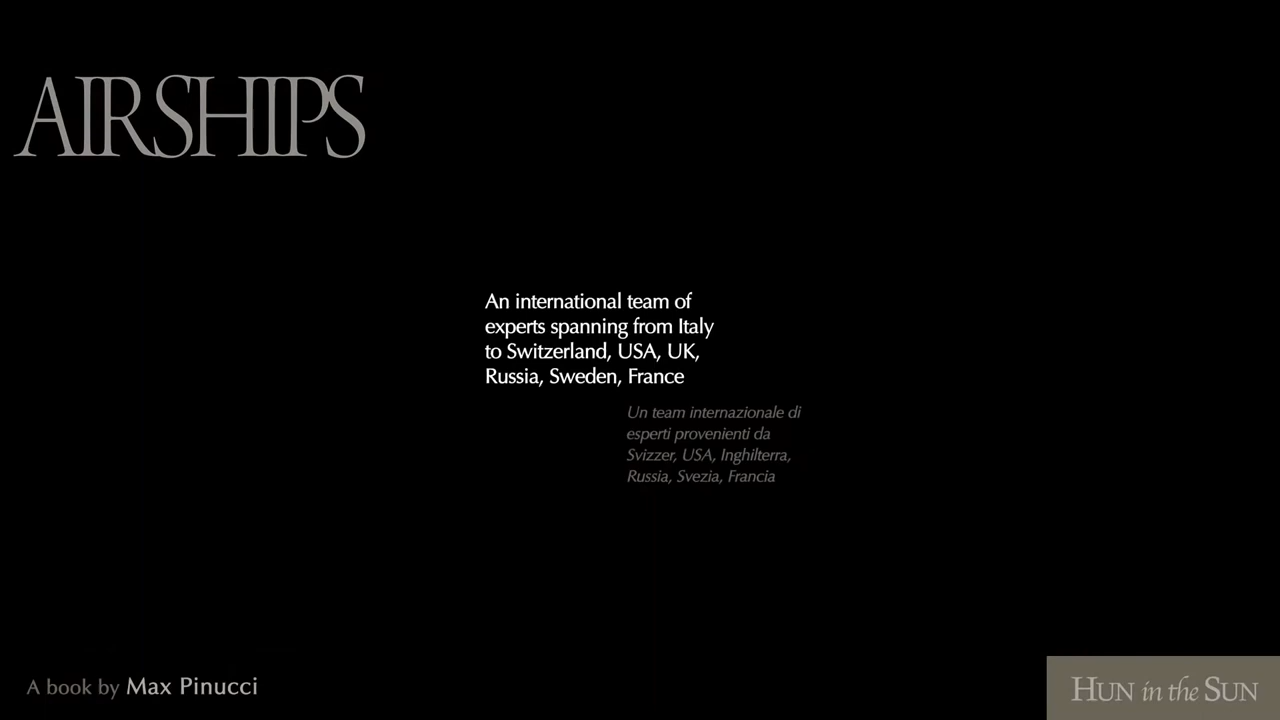 AIRSHIPS
An international team of
experts spanning from Italy
to Switzerland, USA, UK,
Russia, Sweden, France
Un team internazionale di
esperti provenienti da
Svizzer, USA, Inghilterra,
Russia, Svezia, Francia
A book by Max Pinucci
HUN in the SUN